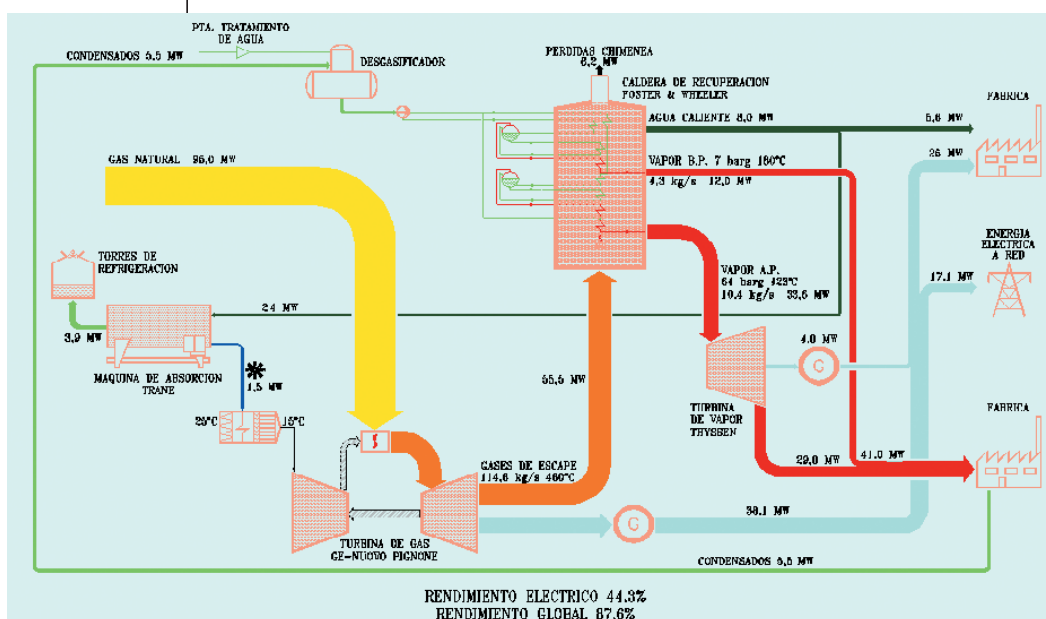 PTA. TRATAMIENTO
DE AGUA
CONDENSADOS 5.5 MW
DESGASIFICADOR
PERDIDAS CHIMENEA
6,2 MW
CALDERA DE RECUPERACION
FOSTER & WHEELER
FABRICA
AGUA CALIENTE 8,0 MW
5,6 MW
GAS NATURAL 95,0 MW
VAPOR B.P. 7 barg 180°C
4,3 kg/s 12,0 MW
26 MW
ENERGIA
ELECTRICA
A RED
TORRES DE
REFRIGERACION
VAPOR A.P.
64 barg 423°C
10.4 kg/s 33,6 MW
17.1 MW
24 MW
3,9 MW
4.0 MW
G
MAQUINA DE ABSORCION
TRANE
1,5 MW
55,5 MW
TURBINA
DE VAPOR
THYSSEN
FABRICA
25°C
15°C
29,0 MW
41.0 MW
GASES DE ESCAPE
114,6 kg/s 460°C
38.1 MW
G
TURBINA DE GAS
GE-NUOVO PIGNONE
CONDENSADOS 5,5 MW
RENDIMIENTO ELECTRICO 44.3%
RENDIMIENTO GLOBAL 87.6%